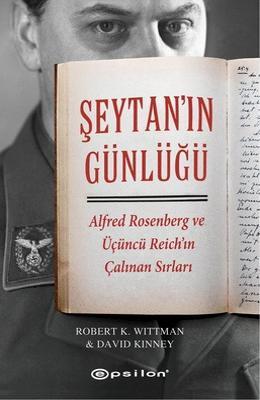 ŞEYTAN'IN
GÜNLÜĞÜ
Alfred Rosenberg ve
Üçüncü Reich'ın
Çalınan Sırları
ROBERT K. WITTMAN
& DAVID KINNEY
epsilon